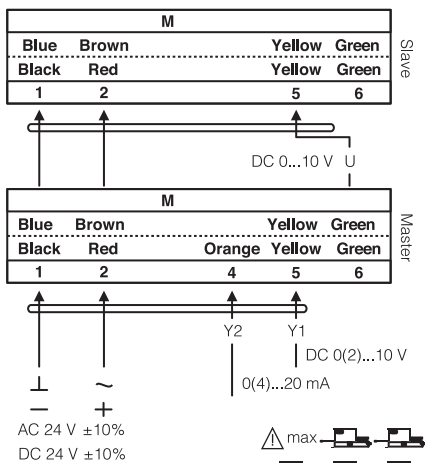 M
Blue Brown Yellow Green
Black Red Yellow Green
1 2 5 6
Slave
DC 0...10 V U
M
Blue Brown Yellow Green
Black Red Orange Yellow Green
1 2 4 5 6
Master
Y2 Y1
DC 0(2)...10 V
0(4)...20 mA
⊥ ~
− +
AC 24 V ±10%
DC 24 V ±10%
⚠ max.